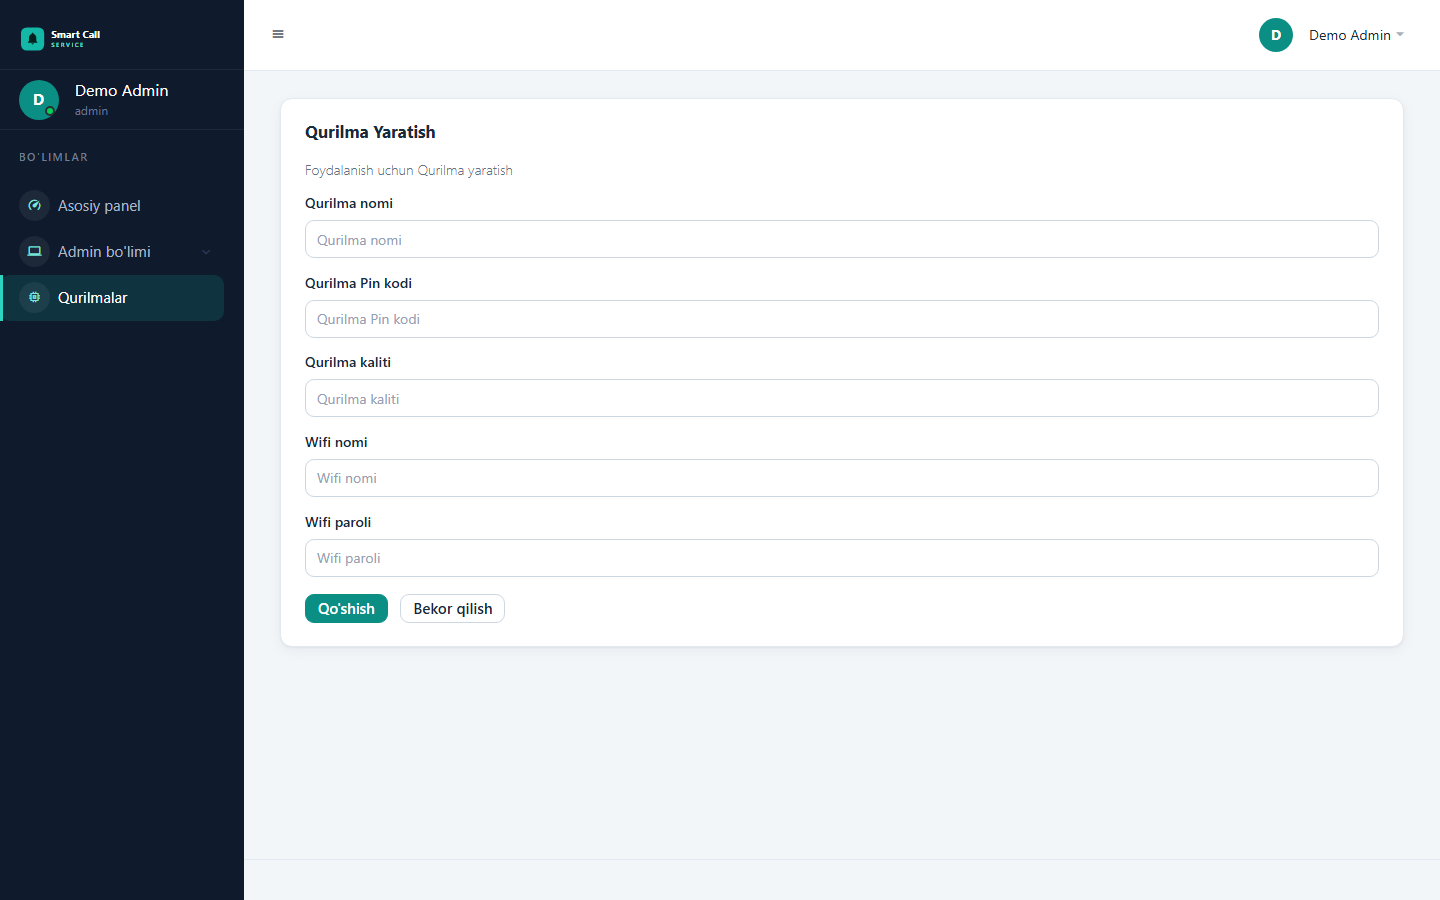 Smart Call
SERVICE
D
Demo Admin
admin
BO'LIMLAR
Asosiy panel
Admin bo'limi
Qurilmalar
D
Demo Admin
Qurilma Yaratish
Foydalanish uchun Qurilma yaratish
Qurilma nomi
Qurilma nomi
Qurilma Pin kodi
Qurilma Pin kodi
Qurilma kaliti
Qurilma kaliti
Wifi nomi
Wifi nomi
Wifi paroli
Wifi paroli
Qo'shish
Bekor qilish